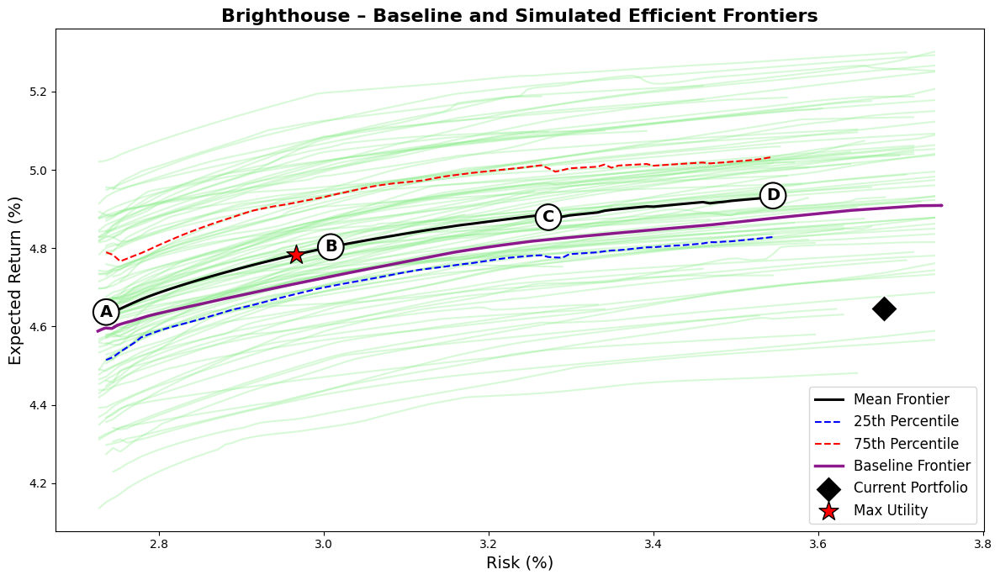 Brighthouse – Baseline and Simulated Efficient Frontiers
Expected Return (%)
5.2
5.0
4.8
4.6
4.4
4.2
A
B
C
D
Mean Frontier
25th Percentile
75th Percentile
Baseline Frontier
Current Portfolio
Max Utility
2.8
3.0
3.2
3.4
3.6
3.8
Risk (%)